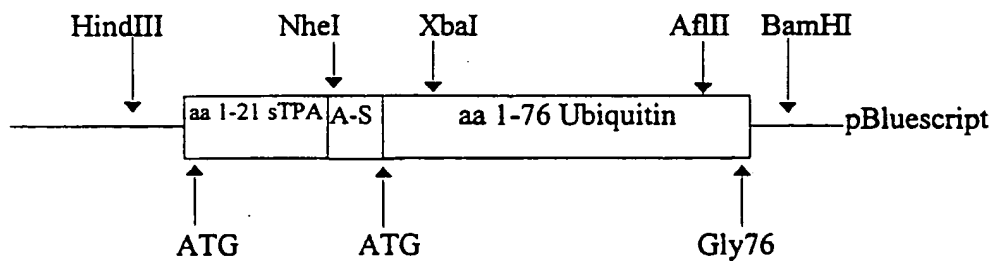 HindIII NheI XbaI AflII BamHI
aa 1-21 sTPA A-S aa 1-76 Ubiquitin pBluescript
ATG ATG Gly76